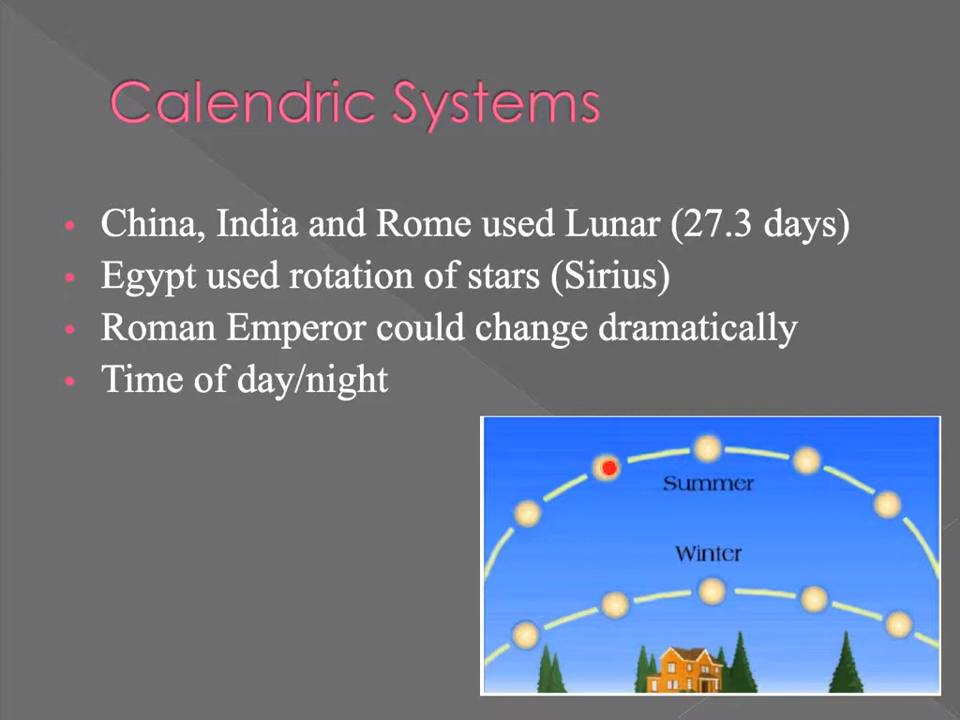 Calendric Systems
• China, India and Rome used Lunar (27.3 days)
• Egypt used rotation of stars (Sirius)
• Roman Emperor could change dramatically
• Time of day/night
Summer
Winter